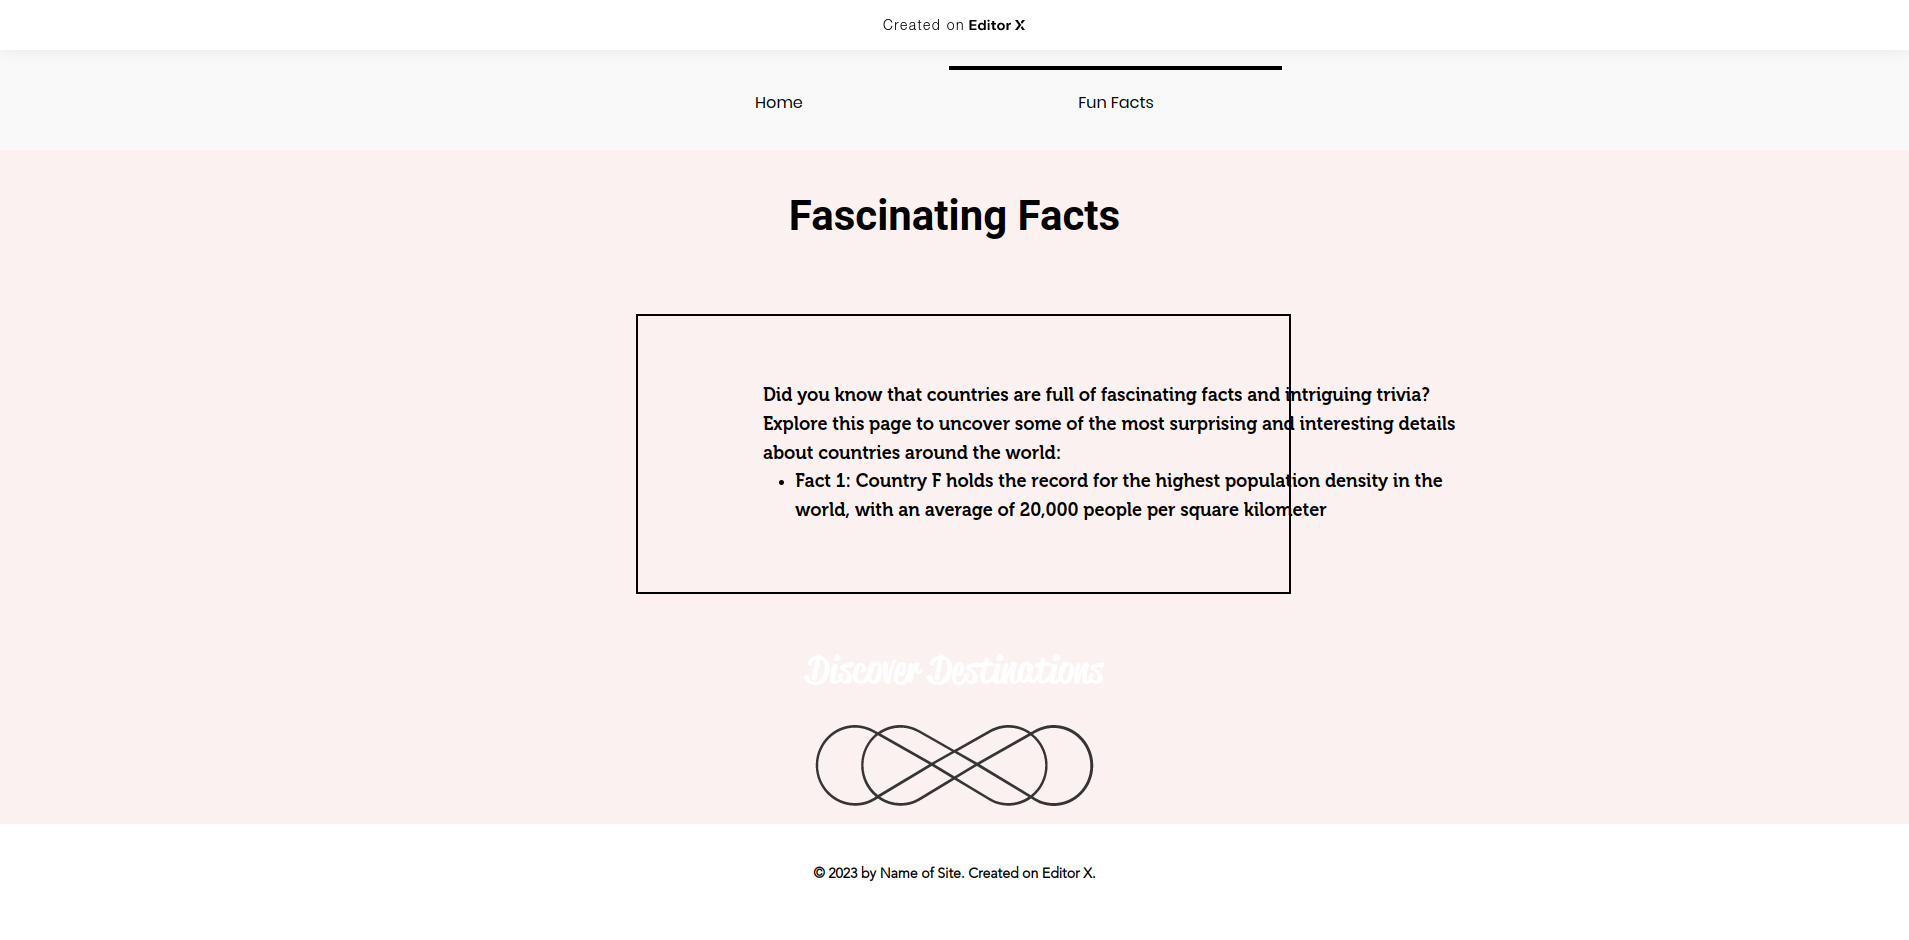 Created on Editor X
Home
Fun Facts
Fascinating Facts
Did you know that countries are full of fascinating facts and intriguing trivia?
Explore this page to uncover some of the most surprising and interesting details
about countries around the world:
• Fact 1: Country F holds the record for the highest population density in the
world, with an average of 20,000 people per square kilometer
Discover Destinations
© 2023 by Name of Site. Created on Editor X.